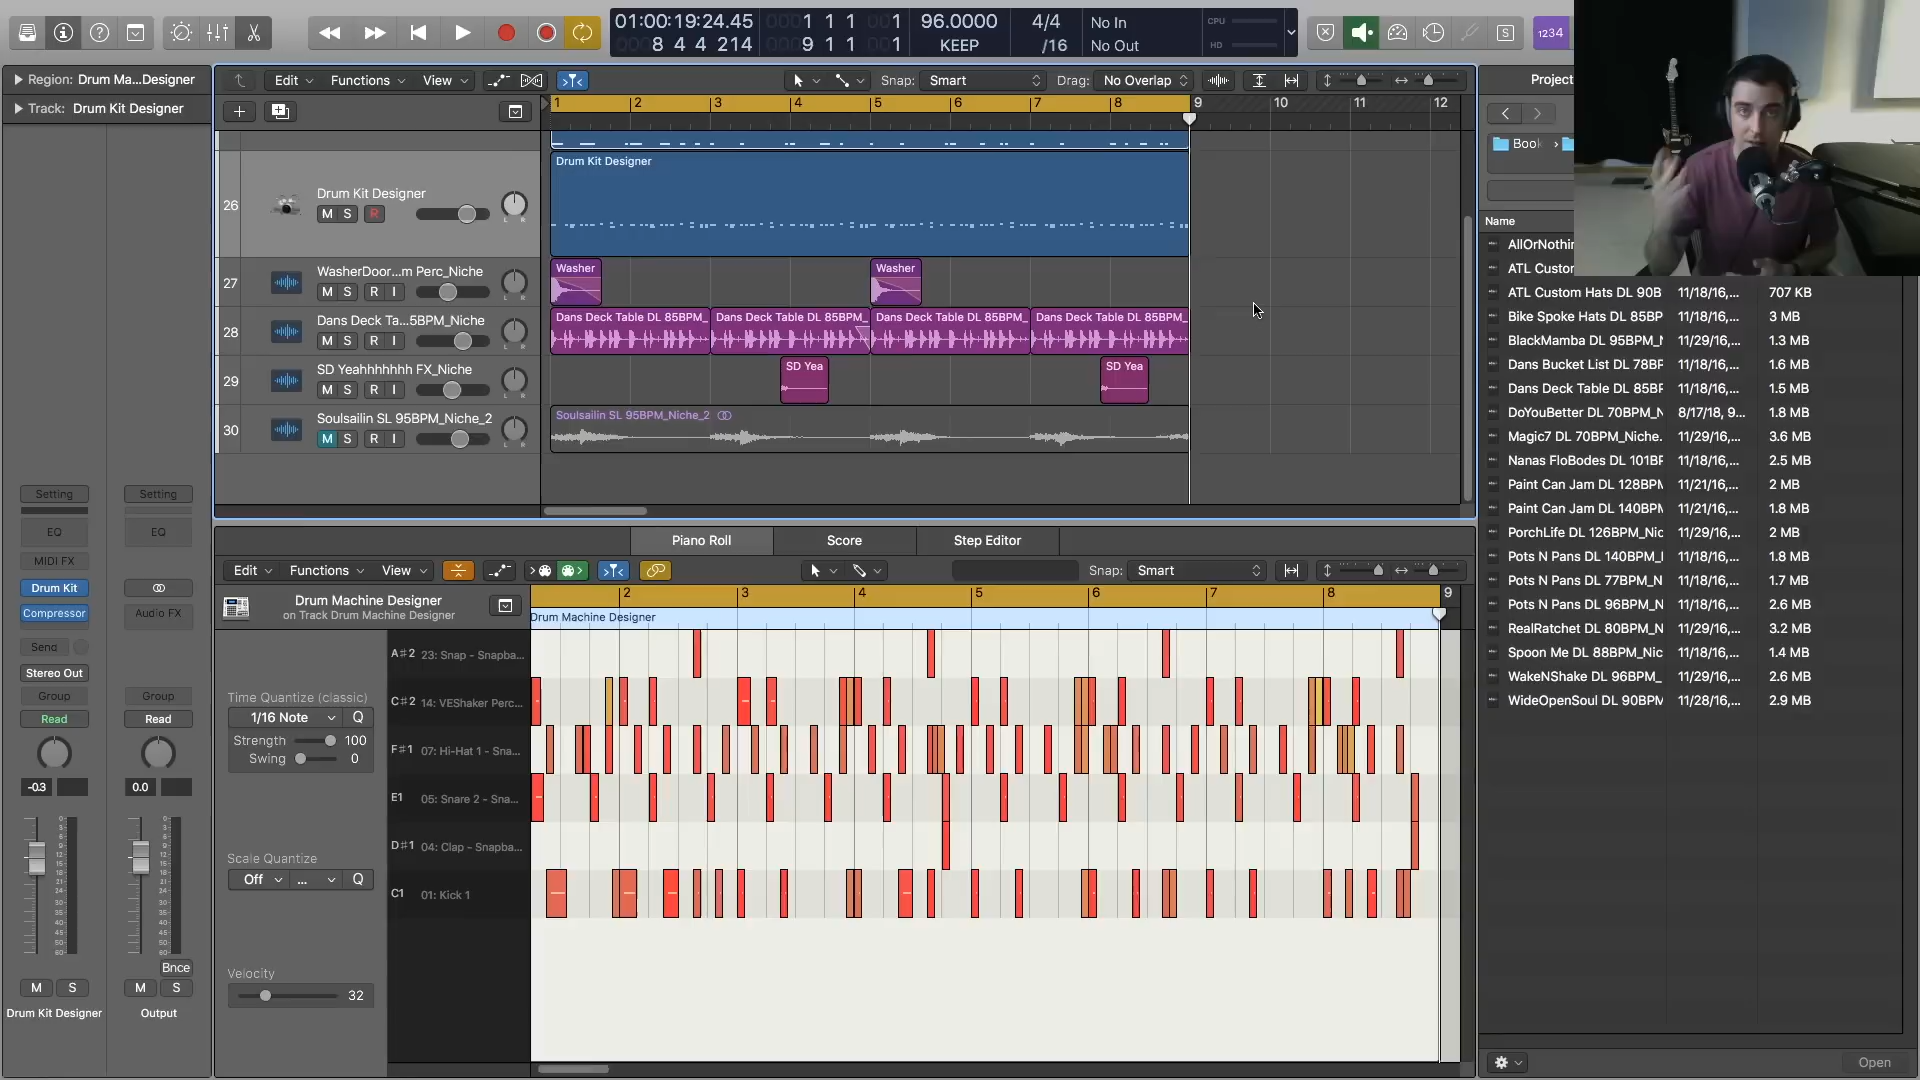 01:00:19:24.45
8 4 4 214
1 1 1 1
9 1 1 1
96.0000
KEEP
4/4
/16
No In
No Out
CPU
HD
1234
Region: Drum Ma...Designer
Track: Drum Kit Designer
Edit
Functions
View
Snap: Smart
Drag: No Overlap
Project
1 2 3 4 5 6 7 8 9 10 11 12
Book
26
Drum Kit Designer
M S R
L R
Drum Kit Designer
27
WasherDoor...m Perc_Niche
M S R I
L R
Washer
Washer
28
Dans Deck Ta...5BPM_Niche
M S R I
L R
Dans Deck Table DL 85BPM_
Dans Deck Table DL 85BPM_
Dans Deck Table DL 85BPM_
Dans Deck Table DL 85BPM_
29
SD Yeahhhhhh FX_Niche
M S R I
L R
SD Yea
SD Yea
30
Soulsailin SL 95BPM_Niche_2
M S R I
L R
Soulsailin SL 95BPM_Niche_2
Name
AllOrNothin
ATL Custor
ATL Custom Hats DL 90B 11/18/16,... 707 KB
Bike Spoke Hats DL 85BP 11/18/16,... 3 MB
BlackMamba DL 95BPM_N 11/29/16,... 1.3 MB
Dans Bucket List DL 78BP 11/18/16,... 1.6 MB
Dans Deck Table DL 85BP 11/18/16,... 1.5 MB
DoYouBetter DL 70BPM_N 8/17/18, 9... 1.8 MB
Magic7 DL 70BPM_Niche. 11/29/16,... 3.6 MB
Nanas FloBodes DL 101BP 11/18/16,... 2.5 MB
Paint Can Jam DL 128BPM 11/21/16,... 2 MB
Paint Can Jam DL 140BPM 11/21/16,... 1.8 MB
PorchLife DL 126BPM_Nic 11/29/16,... 2 MB
Pots N Pans DL 140BPM_I 11/18/16,... 1.8 MB
Pots N Pans DL 77BPM_N 11/18/16,... 1.7 MB
Pots N Pans DL 96BPM_N 11/18/16,... 2.6 MB
RealRatchet DL 80BPM_N 11/29/16,... 3.2 MB
Spoon Me DL 88BPM_Nic 11/18/16,... 1.4 MB
WakeNShake DL 96BPM_ 11/29/16,... 2.6 MB
WideOpenSoul DL 90BPM 11/28/16,... 2.9 MB
Open
Setting Setting
EQ EQ
MIDI FX
Drum Kit
Compressor Audio FX
Send
Stereo Out
Group Group
Read Read
-0.3 0.0
Bnce
M S M S
Drum Kit Designer Output
Piano Roll
Score
Step Editor
Edit
Functions
View
Snap: Smart
Drum Machine Designer
on Track Drum Machine Designer
2 3 4 5 6 7 8 9
Drum Machine Designer
Time Quantize (classic)
1/16 Note Q
Strength 100
Swing 0
Scale Quantize
Off ... Q
Velocity
32
A#2 23: Snap - Snapba...
C#2 14: VEShaker Perc...
F#1 07: Hi-Hat 1 - Sna...
E1 05: Snare 2 - Sna...
D#1 04: Clap - Snapba...
C1 01: Kick 1